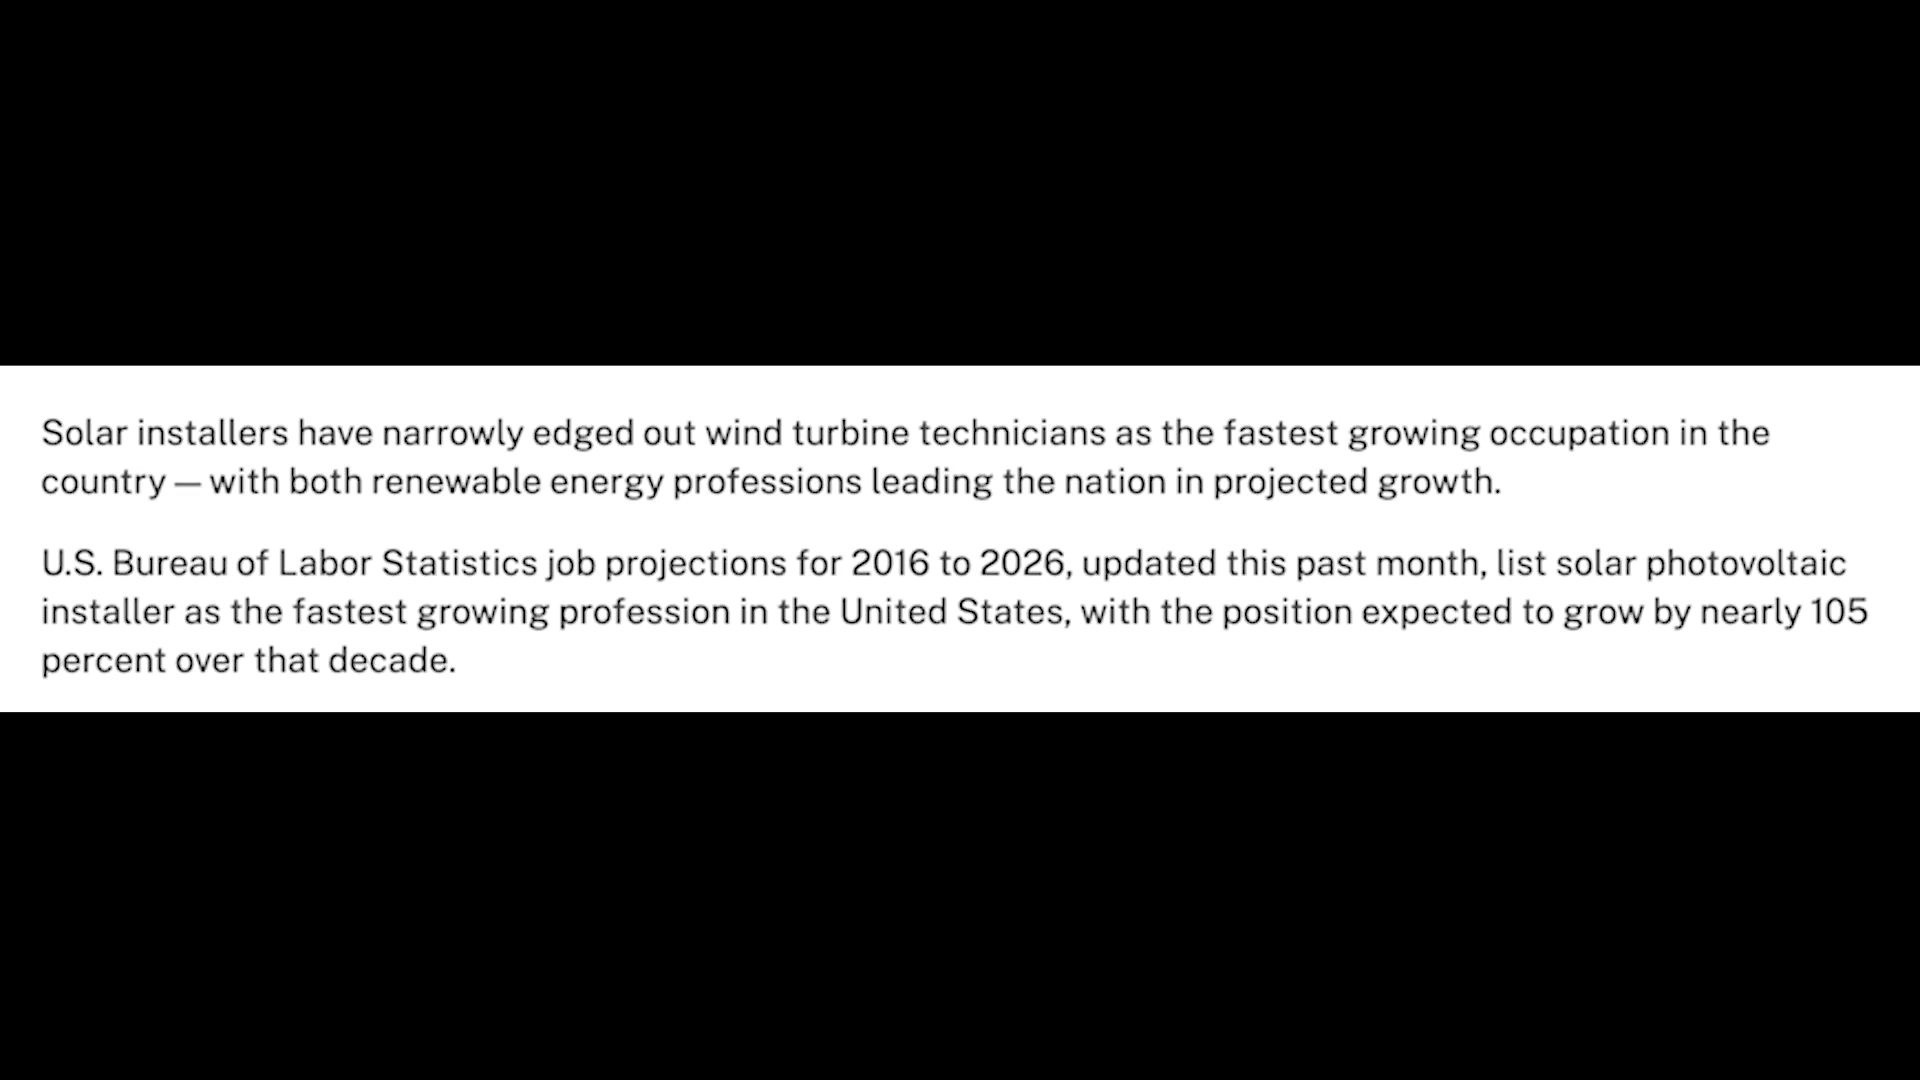 Solar installers have narrowly edged out wind turbine technicians as the fastest growing occupation in the
country — with both renewable energy professions leading the nation in projected growth.
U.S. Bureau of Labor Statistics job projections for 2016 to 2026, updated this past month, list solar photovoltaic
installer as the fastest growing profession in the United States, with the position expected to grow by nearly 105
percent over that decade.